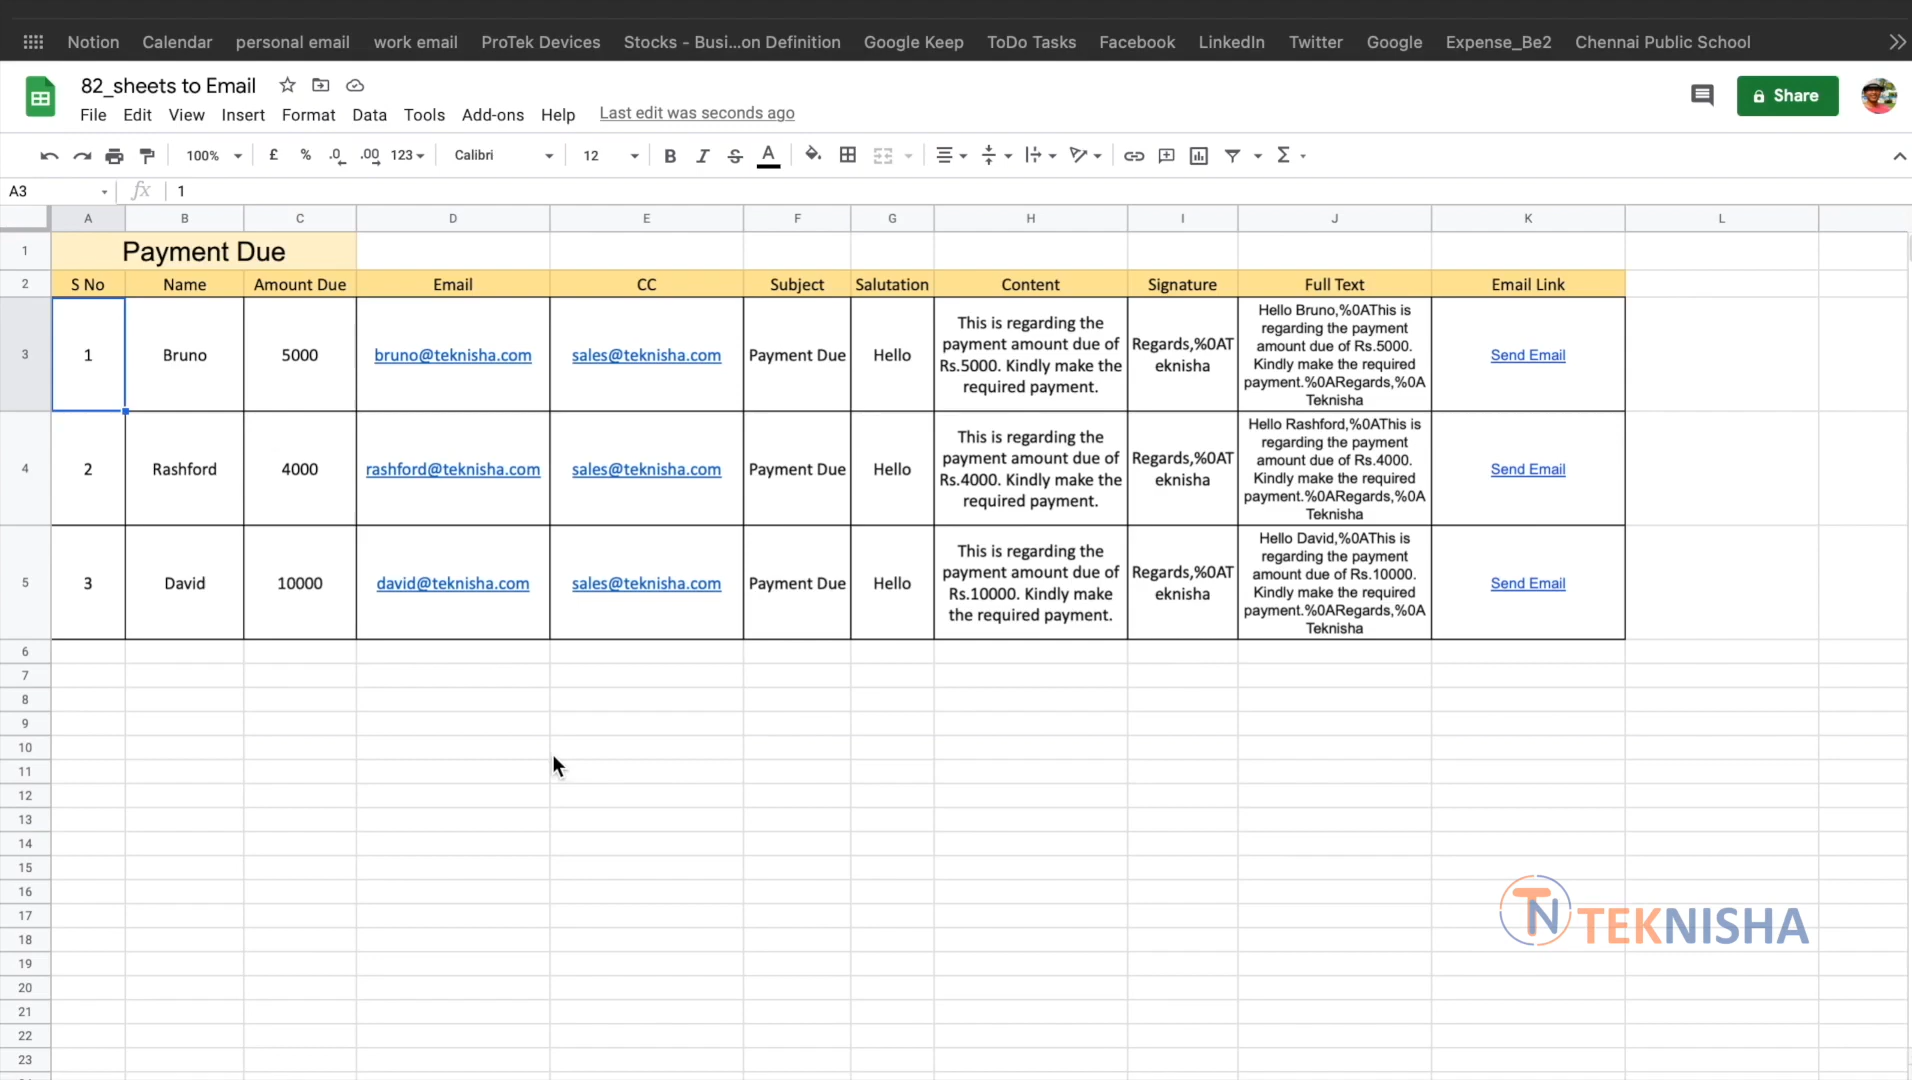 Notion Calendar personal email work email ProTek Devices Stocks - Busi...on Definition Google Keep ToDo Tasks Facebook LinkedIn Twitter Google Expense_Be2 Chennai Public School
82_sheets to Email
File Edit View Insert Format Data Tools Add-ons Help Last edit was seconds ago
Share
100% £ % .0 .00 123 Calibri 12 B I S A Σ
A3 fx 1
A B C D E F G H I J K L
1 Payment Due
2 S No Name Amount Due Email CC Subject Salutation Content Signature Full Text Email Link
3
1
Bruno
5000
bruno@teknisha.com
sales@teknisha.com
Payment Due
Hello
This is regarding the
payment amount due of
Rs.5000. Kindly make the
required payment.
Regards,%0AT
eknisha
Hello Bruno,%0AThis is
regarding the payment
amount due of Rs.5000.
Kindly make the required
payment.%0ARegards,%0A
Teknisha
Send Email
4
2
Rashford
4000
rashford@teknisha.com
sales@teknisha.com
Payment Due
Hello
This is regarding the
payment amount due of
Rs.4000. Kindly make the
required payment.
Regards,%0AT
eknisha
Hello Rashford,%0AThis is
regarding the payment
amount due of Rs.4000.
Kindly make the required
payment.%0ARegards,%0A
Teknisha
Send Email
5
3
David
10000
david@teknisha.com
sales@teknisha.com
Payment Due
Hello
This is regarding the
payment amount due of
Rs.10000. Kindly make
the required payment.
Regards,%0AT
eknisha
Hello David,%0AThis is
regarding the payment
amount due of Rs.10000.
Kindly make the required
payment.%0ARegards,%0A
Teknisha
Send Email
6
7
8
9
10
11
12
13
14
15
16
17
TN TEKNISHA
18
19
20
21
22
23